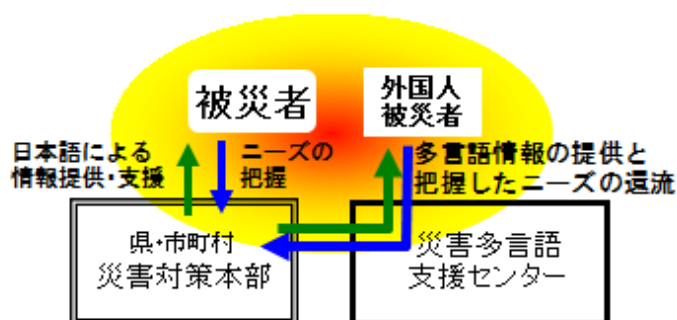 被災者
外国人
被災者
日本語による
情報提供・支援
ニーズの
把握
多言語情報の提供と
把握したニーズの還流
県・市町村
災害対策本部
災害多言語
支援センター